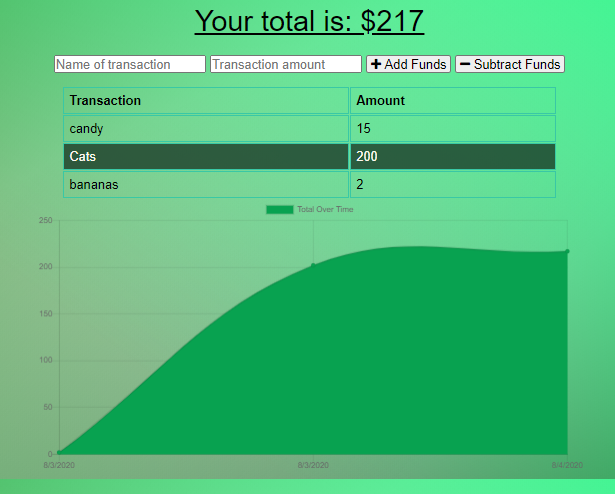 Your total is: $217
Name of transaction Transaction amount + Add Funds − Subtract Funds
Transaction Amount
candy 15
Cats 200
bananas 2
Total Over Time
250
200
150
100
50
0
8/3/2020 8/3/2020 8/4/2020